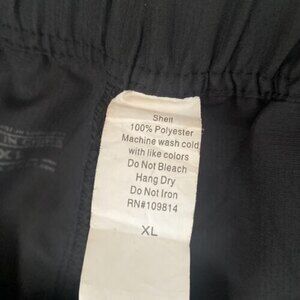 Shell
100% Polyester
Machine wash cold
with like colors
Do Not Bleach
Hang Dry
Do Not Iron
RN#109814
XL